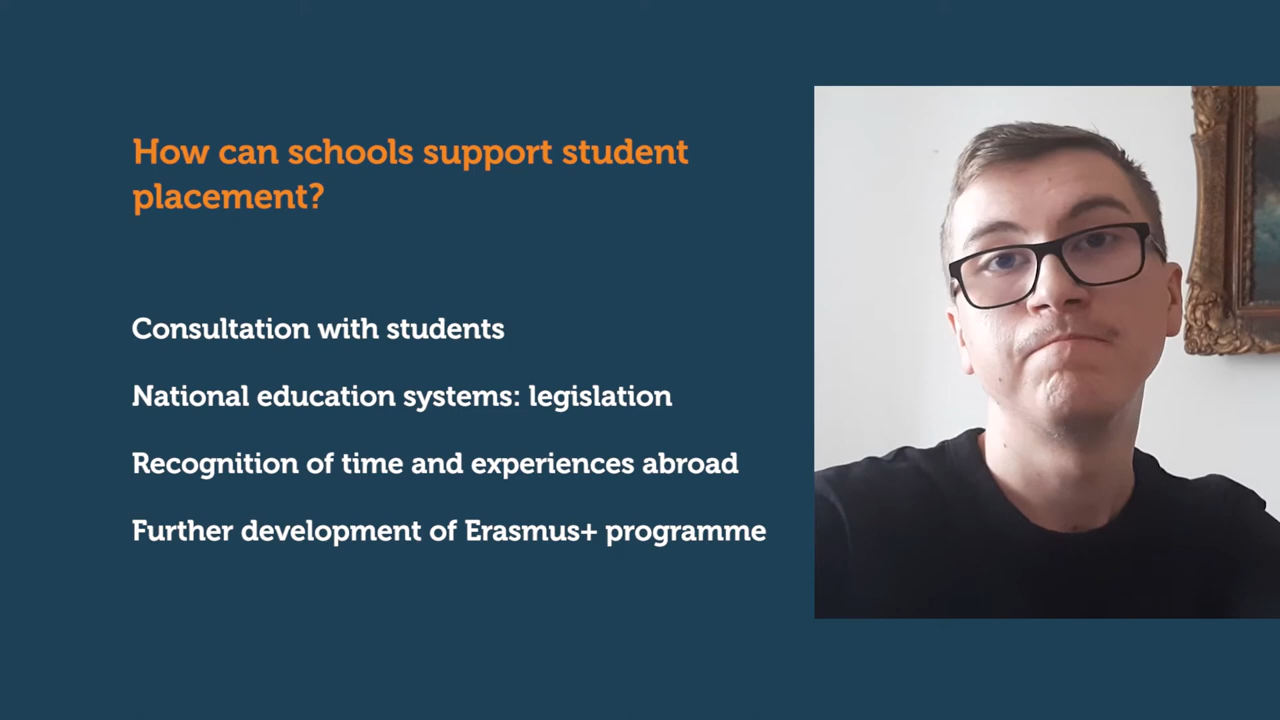 How can schools support student
placement?
Consultation with students
National education systems: legislation
Recognition of time and experiences abroad
Further development of Erasmus+ programme